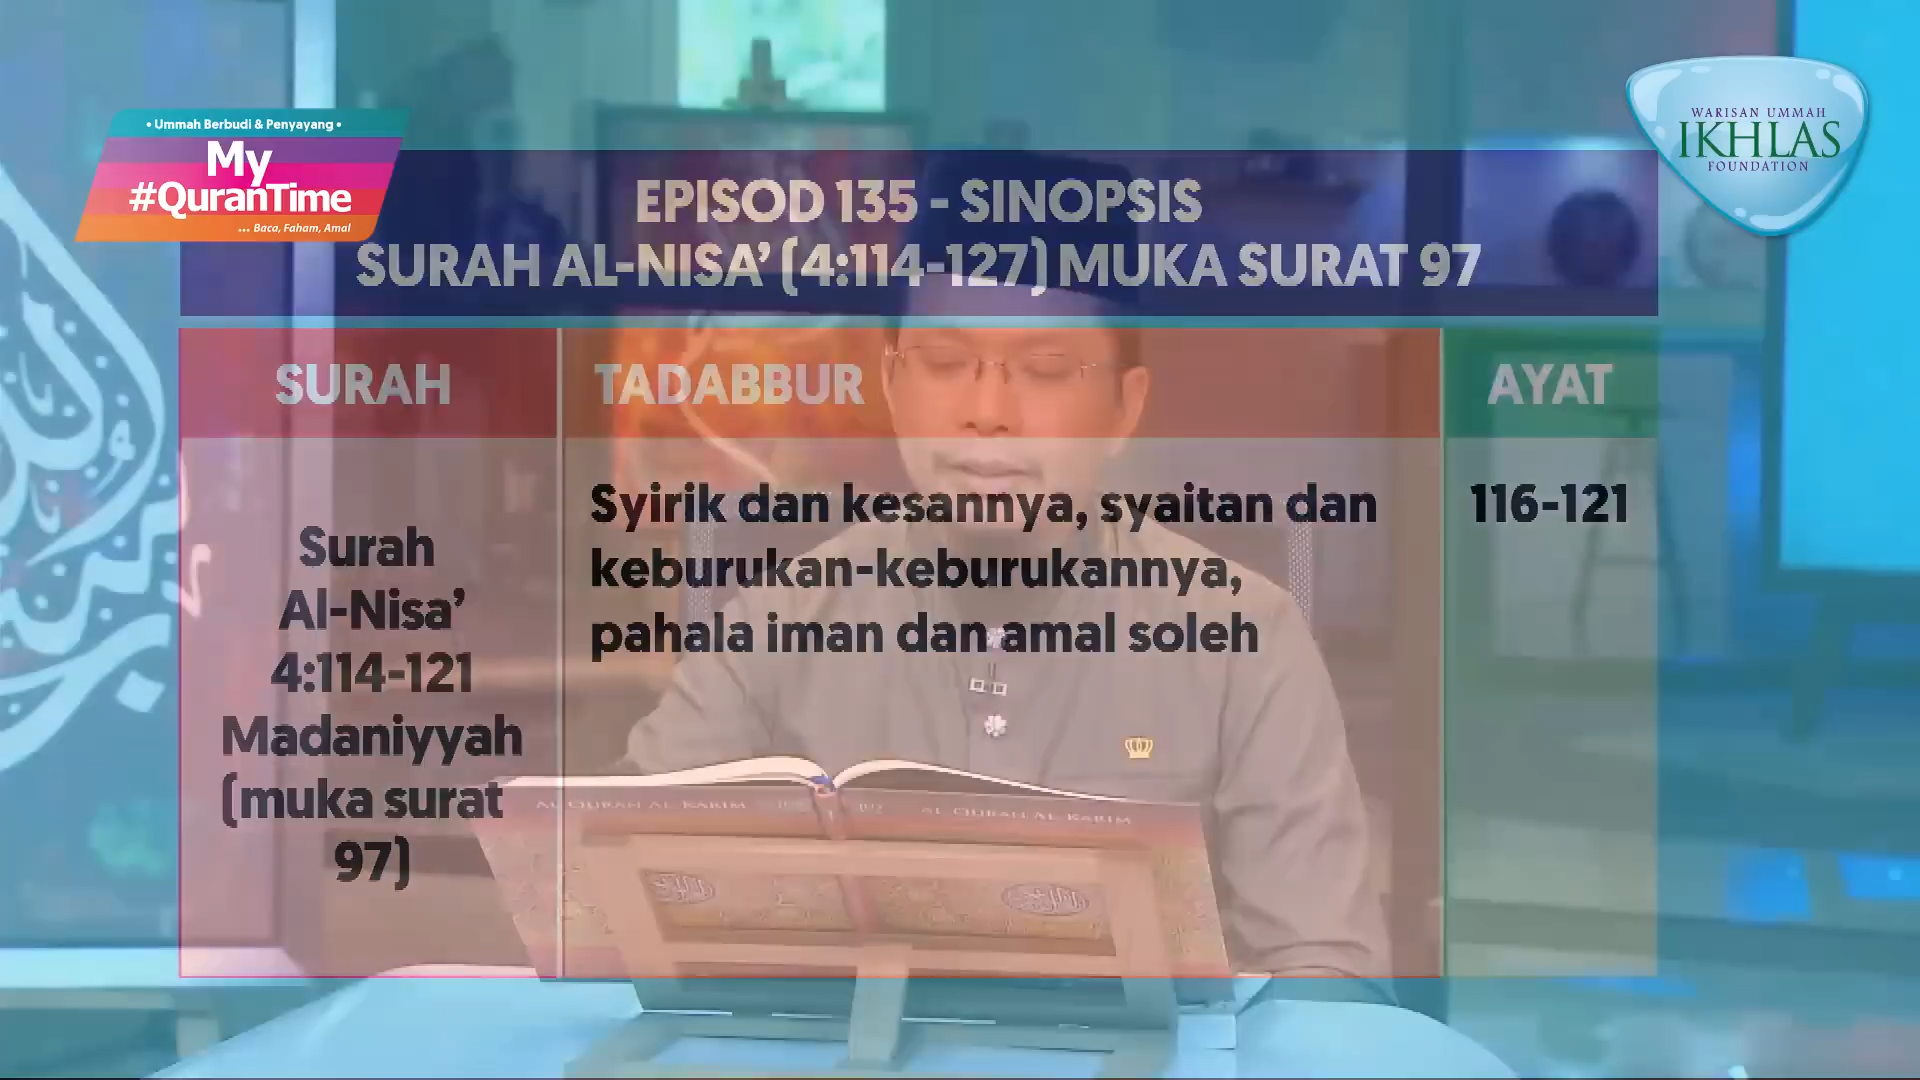 • Ummah Berbudi & Penyayang •
My
#QuranTime
... Baca, Faham, Amal
WARISAN UMMAH
IKHLAS
FOUNDATION
EPISOD 135 - SINOPSIS
SURAH AL-NISA’ (4:114-127) MUKA SURAT 97
SURAH
TADABBUR
AYAT
Surah
Al-Nisa’
4:114-121
Madaniyyah
(muka surat
97)
Syirik dan kesannya, syaitan dan
keburukan-keburukannya,
pahala iman dan amal soleh
116-121
AL QURAN AL KARIM
AL QURAN AL KARIM